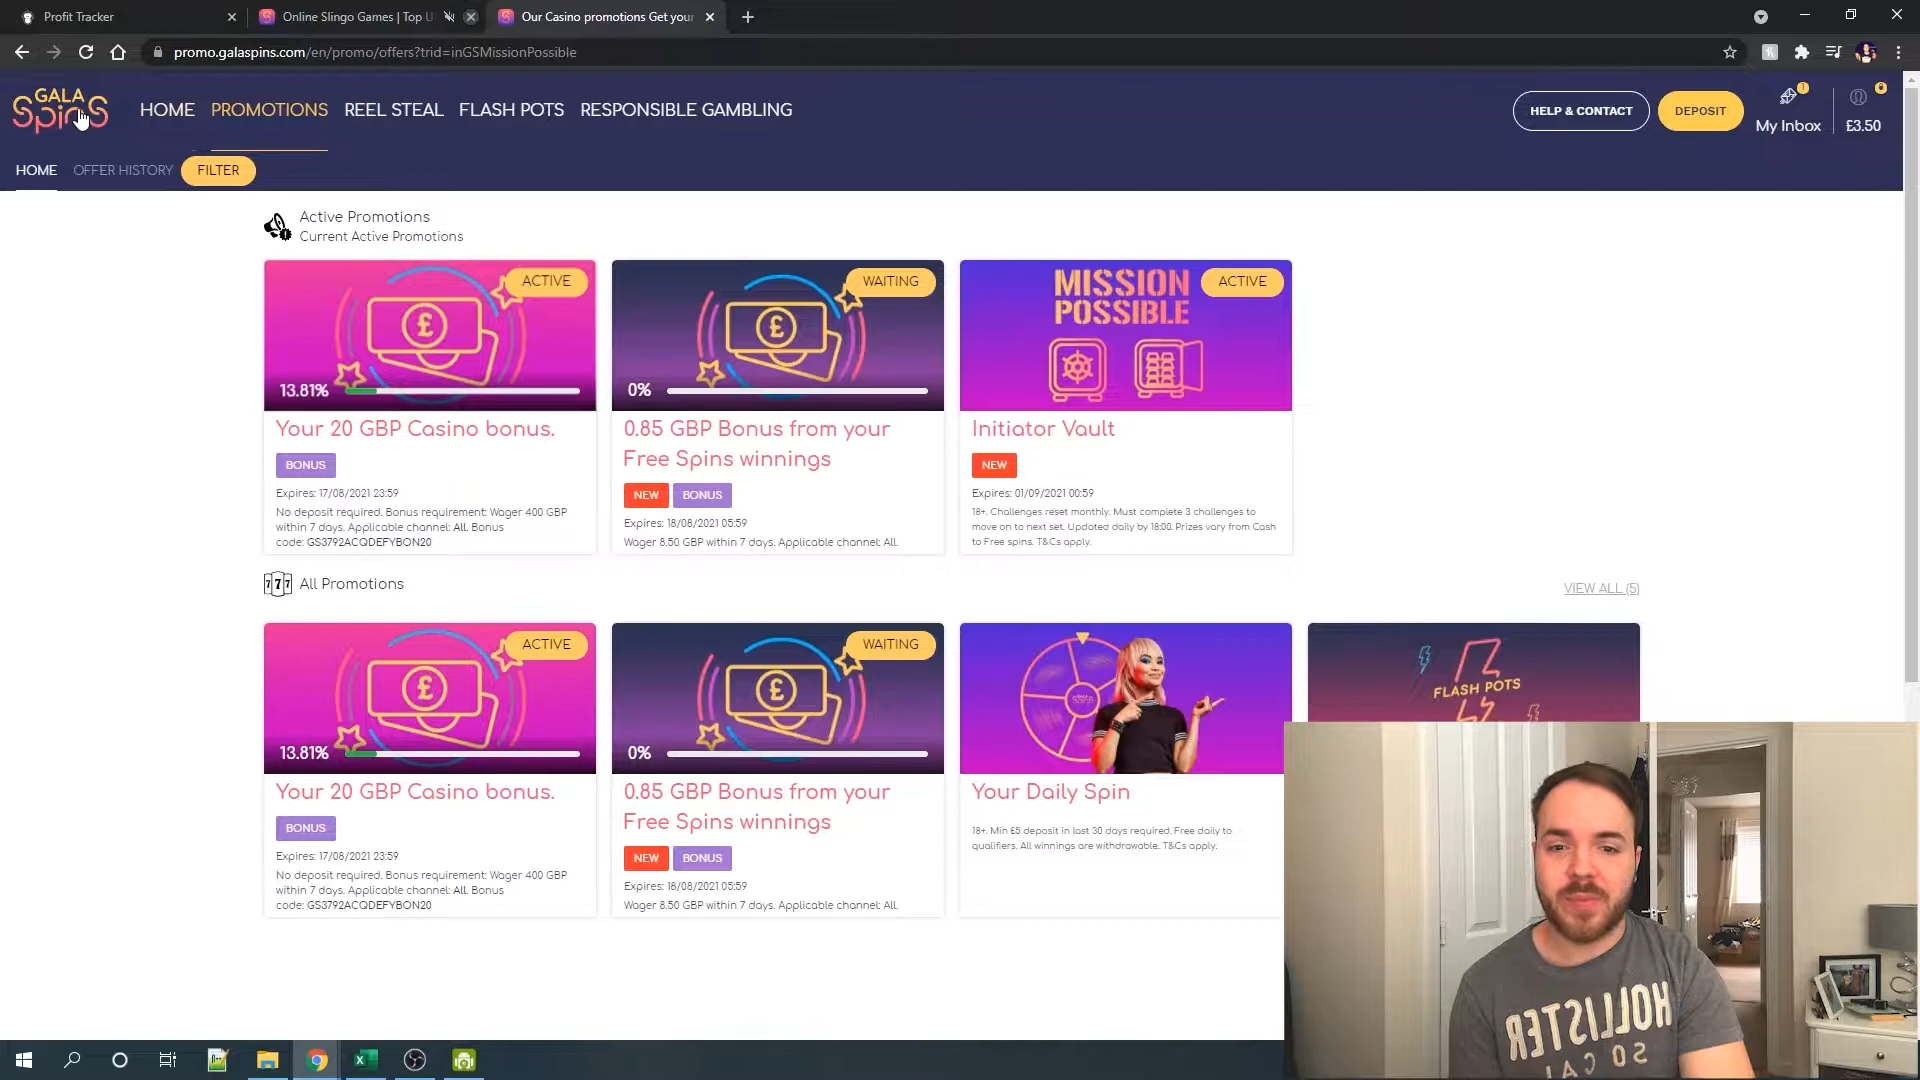 Profit Tracker
Online Slingo Games | Top U
Our Casino promotions Get your
promo.galaspins.com/en/promo/offers?trid=inGSMissionPossible
GALA
Spins
HOME
PROMOTIONS
REEL STEAL
FLASH POTS
RESPONSIBLE GAMBLING
HELP & CONTACT
DEPOSIT
My Inbox
£3.50
HOME
OFFER HISTORY
FILTER
Active Promotions
Current Active Promotions
ACTIVE
13.81%
Your 20 GBP Casino bonus.
BONUS
Expires: 17/08/2021 23:59
No deposit required. Bonus requirement: Wager 400 GBP
within 7 days. Applicable channel: All. Bonus
code: GS3792ACQDEFYBON20
WAITING
0%
0.85 GBP Bonus from your
Free Spins winnings
NEW
BONUS
Expires: 18/08/2021 05:59
Wager 8.50 GBP within 7 days. Applicable channel: All.
MISSION
POSSIBLE
ACTIVE
Initiator Vault
NEW
Expires: 01/09/2021 00:59
18+. Challenges reset monthly. Must complete 3 challenges to
move on to next set. Updated daily by 18:00. Prizes vary from Cash
to Free spins. T&Cs apply.
777
All Promotions
VIEW ALL (5)
ACTIVE
13.81%
Your 20 GBP Casino bonus.
BONUS
Expires: 17/08/2021 23:59
No deposit required. Bonus requirement: Wager 400 GBP
within 7 days. Applicable channel: All. Bonus
code: GS3792ACQDEFYBON20
WAITING
0%
0.85 GBP Bonus from your
Free Spins winnings
NEW
BONUS
Expires: 18/08/2021 05:59
Wager 8.50 GBP within 7 days. Applicable channel: All.
Your Daily Spin
18+. Min £5 deposit in last 30 days required. Free daily to
qualifiers. All winnings are withdrawable. T&Cs apply.
FLASH POTS
HOLLISTER
SO CAL